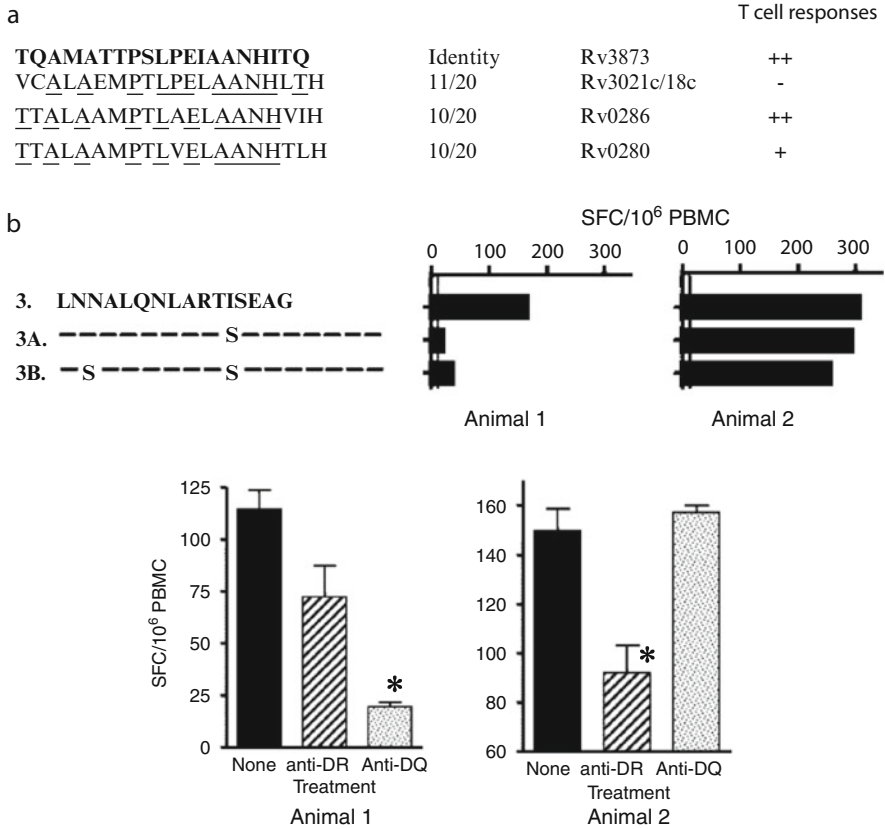 a
T cell responses
TQAMATTPSLPEIAANHITQ Identity Rv3873 ++
VCALAEMPTLPELAANHLTH 11/20 Rv3021c/18c -
TTALAAMPTLAELAANHVIH 10/20 Rv0286 ++
TTALAAMPTLVELAANHTLH 10/20 Rv0280 +
b
SFC/10⁶ PBMC
0 100 200 300 0 100 200 300
3. LNNALQNLARTISEAG
3A. ‒‒‒‒‒‒‒‒S‒‒‒‒‒‒‒
3B. ‒S‒‒‒‒‒‒S‒‒‒‒‒‒‒
Animal 1 Animal 2
SFC/10⁶ PBMC
125
100
75
50
25
0
*
None anti-DR Anti-DQ
Treatment
Animal 1
160
140
120
100
80
60
*
None anti-DR Anti-DQ
Treatment
Animal 2